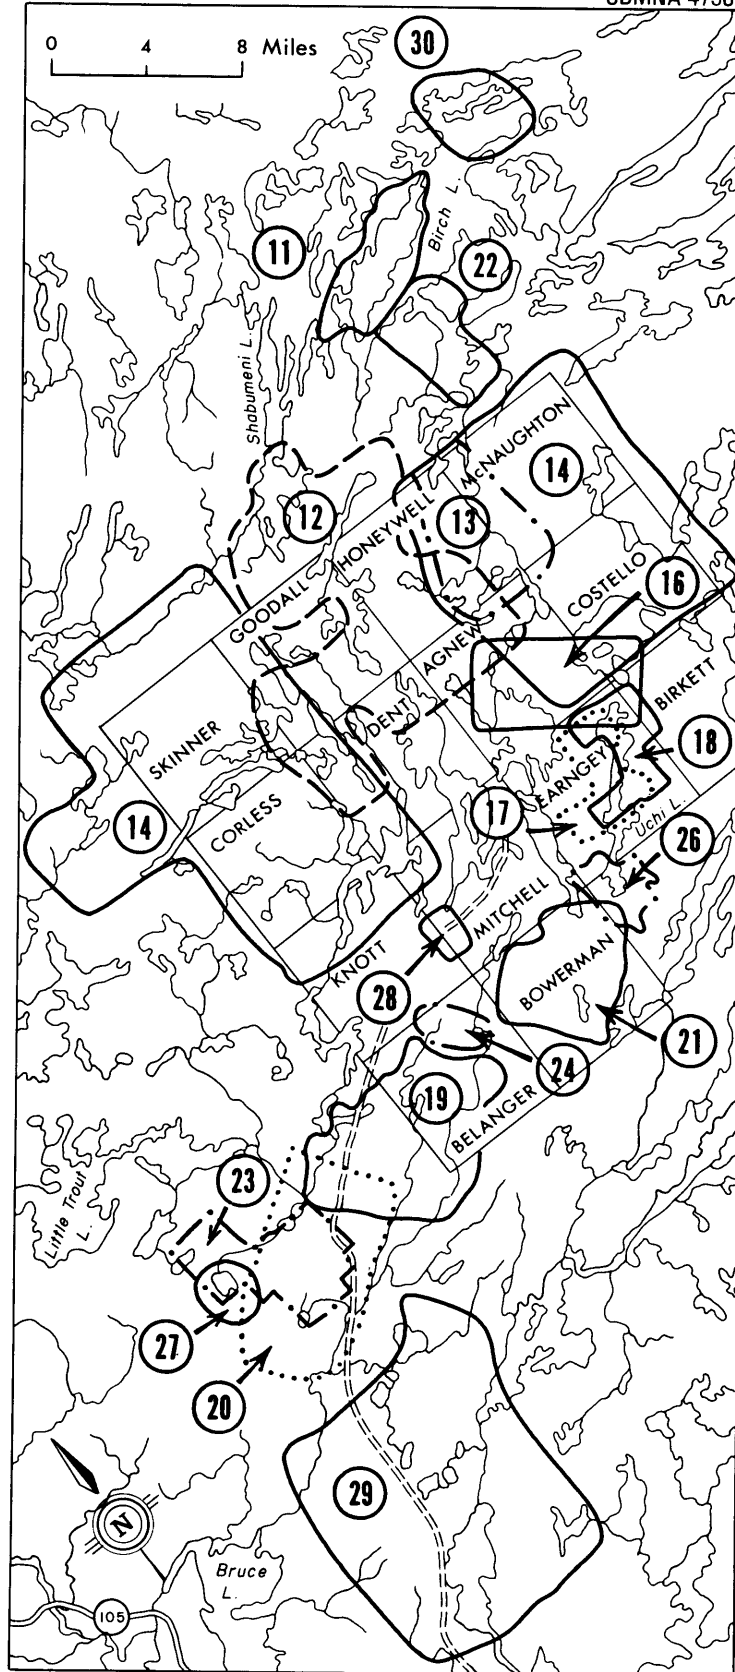 0 4 8 Miles
30
11
Birch L.
22
Shabumeni L.
McNAUGHTON
14
12
HONEYWELL
13
GOODALL
COSTELLO
16
AGNEW
DENT
BIRKETT
SKINNER
18
EARNGEY
14
CORLESS
17
Uchi L.
26
MITCHELL
KNOTT
BOWERMAN
28
21
24
19
BELANGER
23
Little Trout
L.
27
20
29
N
Bruce
L.
105